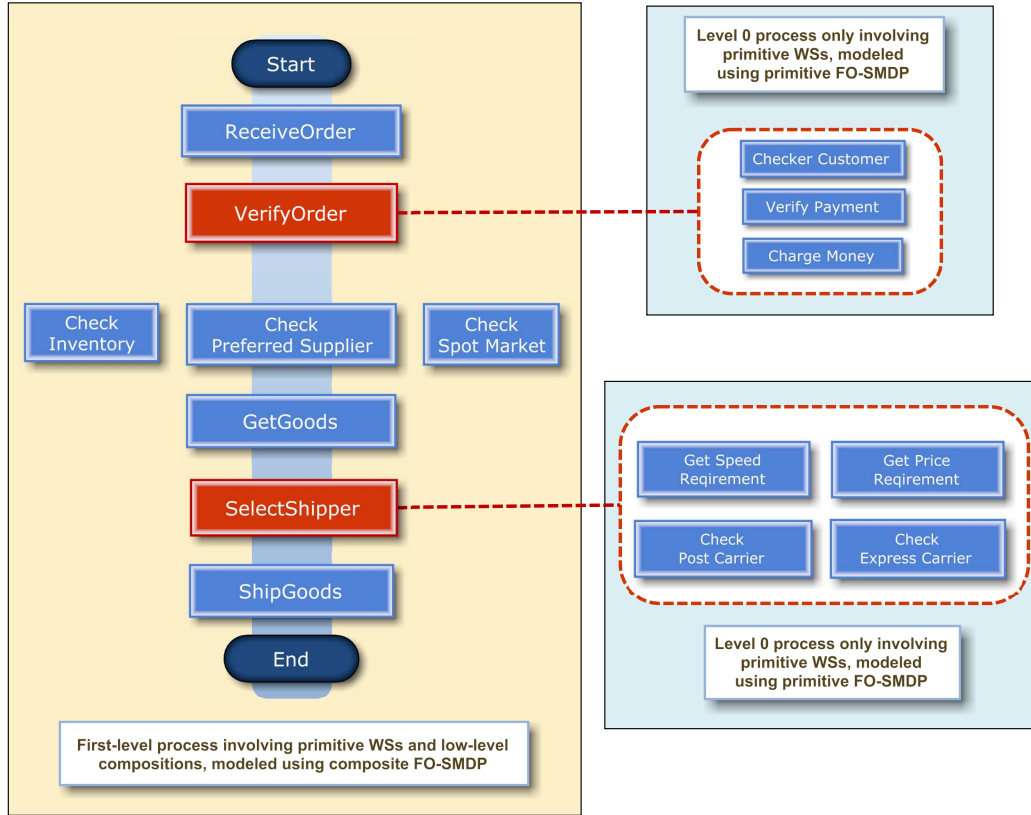 Start
ReceiveOrder
VerifyOrder
Check
Inventory
Check
Preferred Supplier
Check
Spot Market
GetGoods
SelectShipper
ShipGoods
End
First-level process involving primitive WSs and low-level
compositions, modeled using composite FO-SMDP
Level 0 process only involving
primitive WSs, modeled
using primitive FO-SMDP
Checker Customer
Verify Payment
Charge Money
Get Speed
Reqirement
Get Price
Reqirement
Check
Post Carrier
Check
Express Carrier
Level 0 process only involving
primitive WSs, modeled
using primitive FO-SMDP